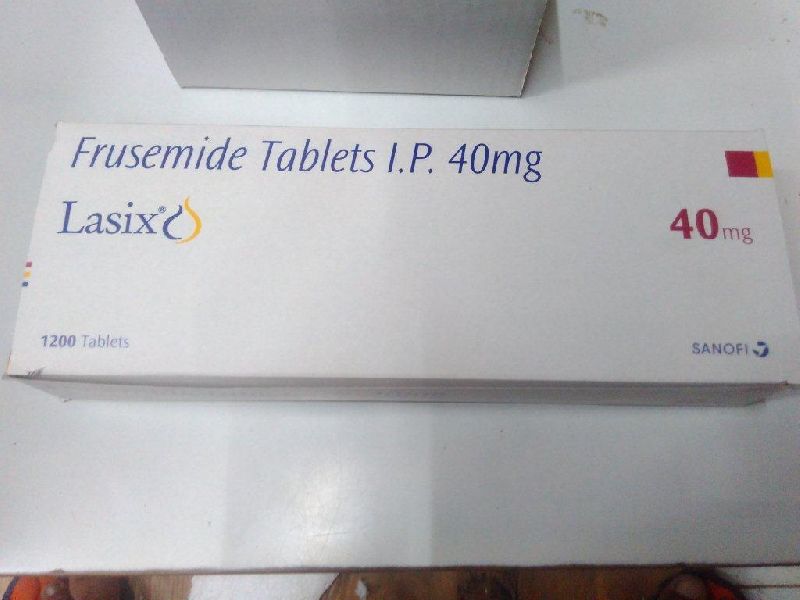 Frusemide Tablets I.P. 40mg
Lasix®
40mg
1200 Tablets
SANOFI